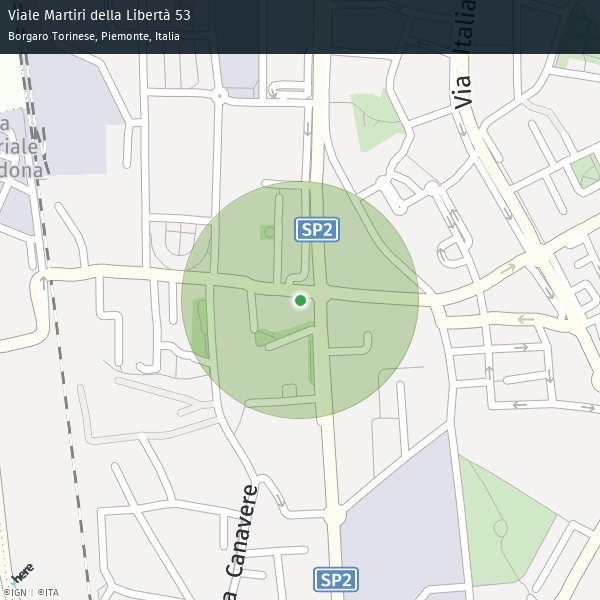 Viale Martiri della Libertà 53
Borgaro Torinese, Piemonte, Italia
Via Italia
a
riale
dona
SP2
a Canavere
SP2
here
©IGN | ©ITA